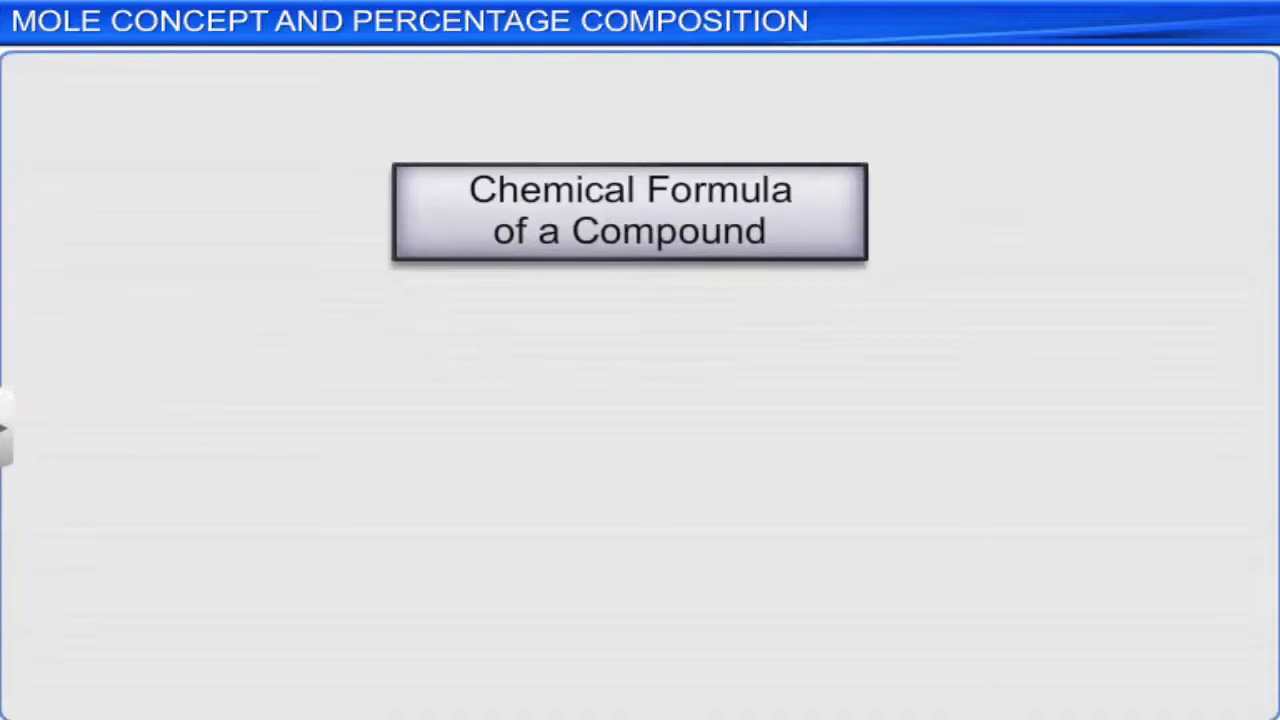 MOLE CONCEPT AND PERCENTAGE COMPOSITION
Chemical Formula
of a Compound